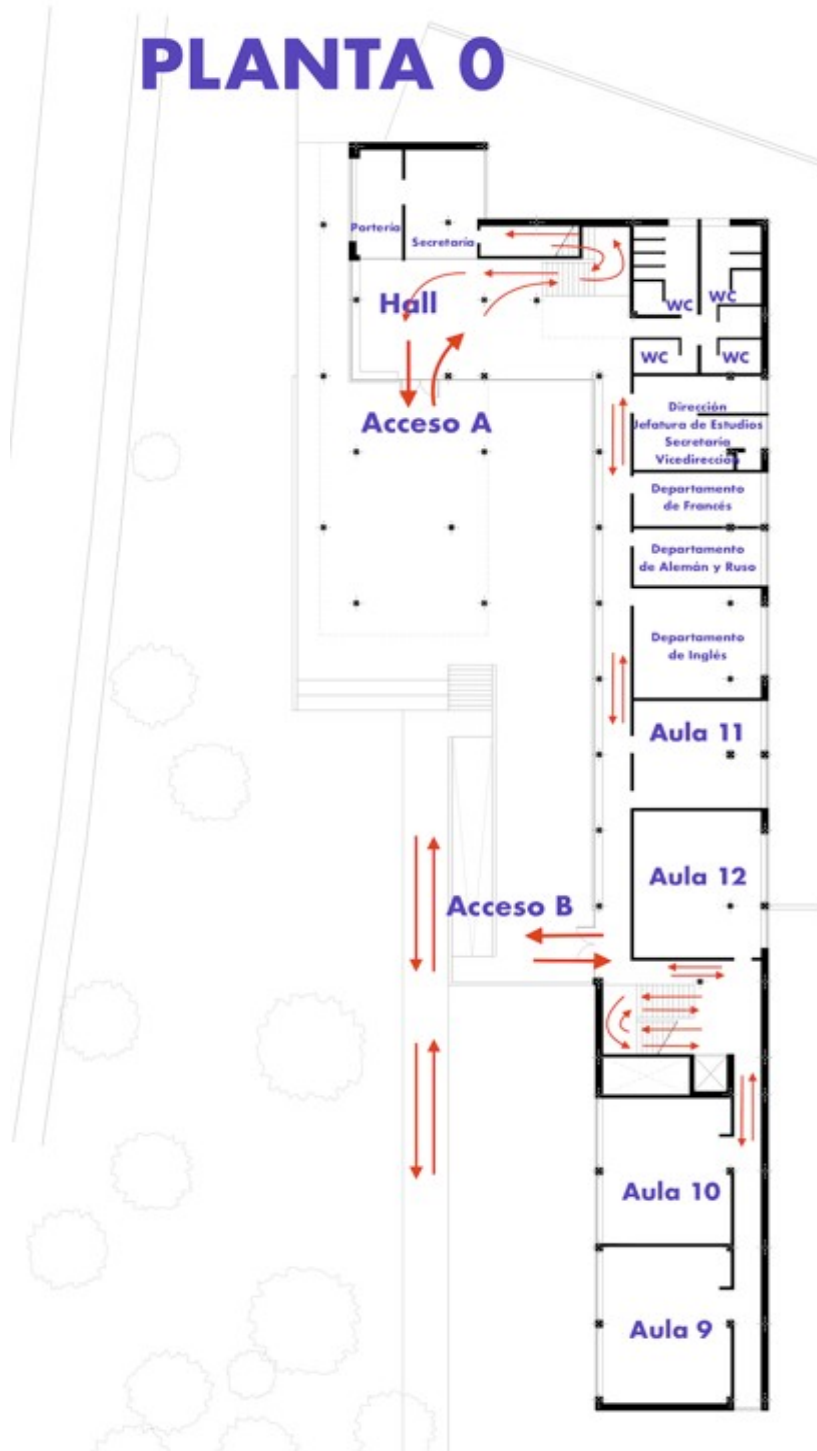 PLANTA 0
Portería
Secretaría
Hall
WC
WC
WC
WC
Acceso A
Dirección
Jefatura de Estudios
Secretaría
Vicedirección
Departamento
de Francés
Departamento
de Alemán y Ruso
Departamento
de Inglés
Aula 11
Aula 12
Acceso B
Aula 10
Aula 9